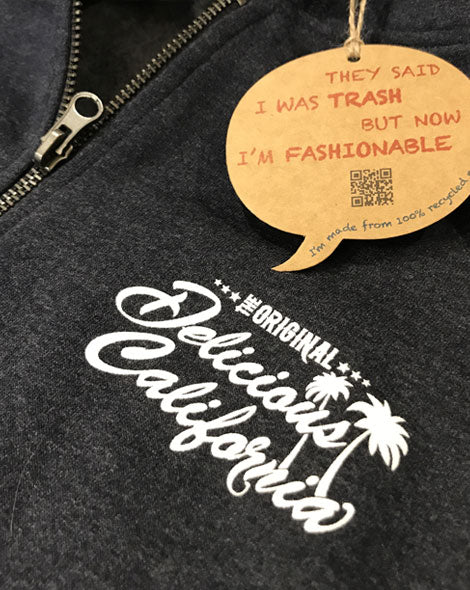 THEY SAID
I WAS TRASH
BUT NOW
I'M FASHIONABLE
I'm made from 100% recycled
THE ORIGINAL
Delicious
California